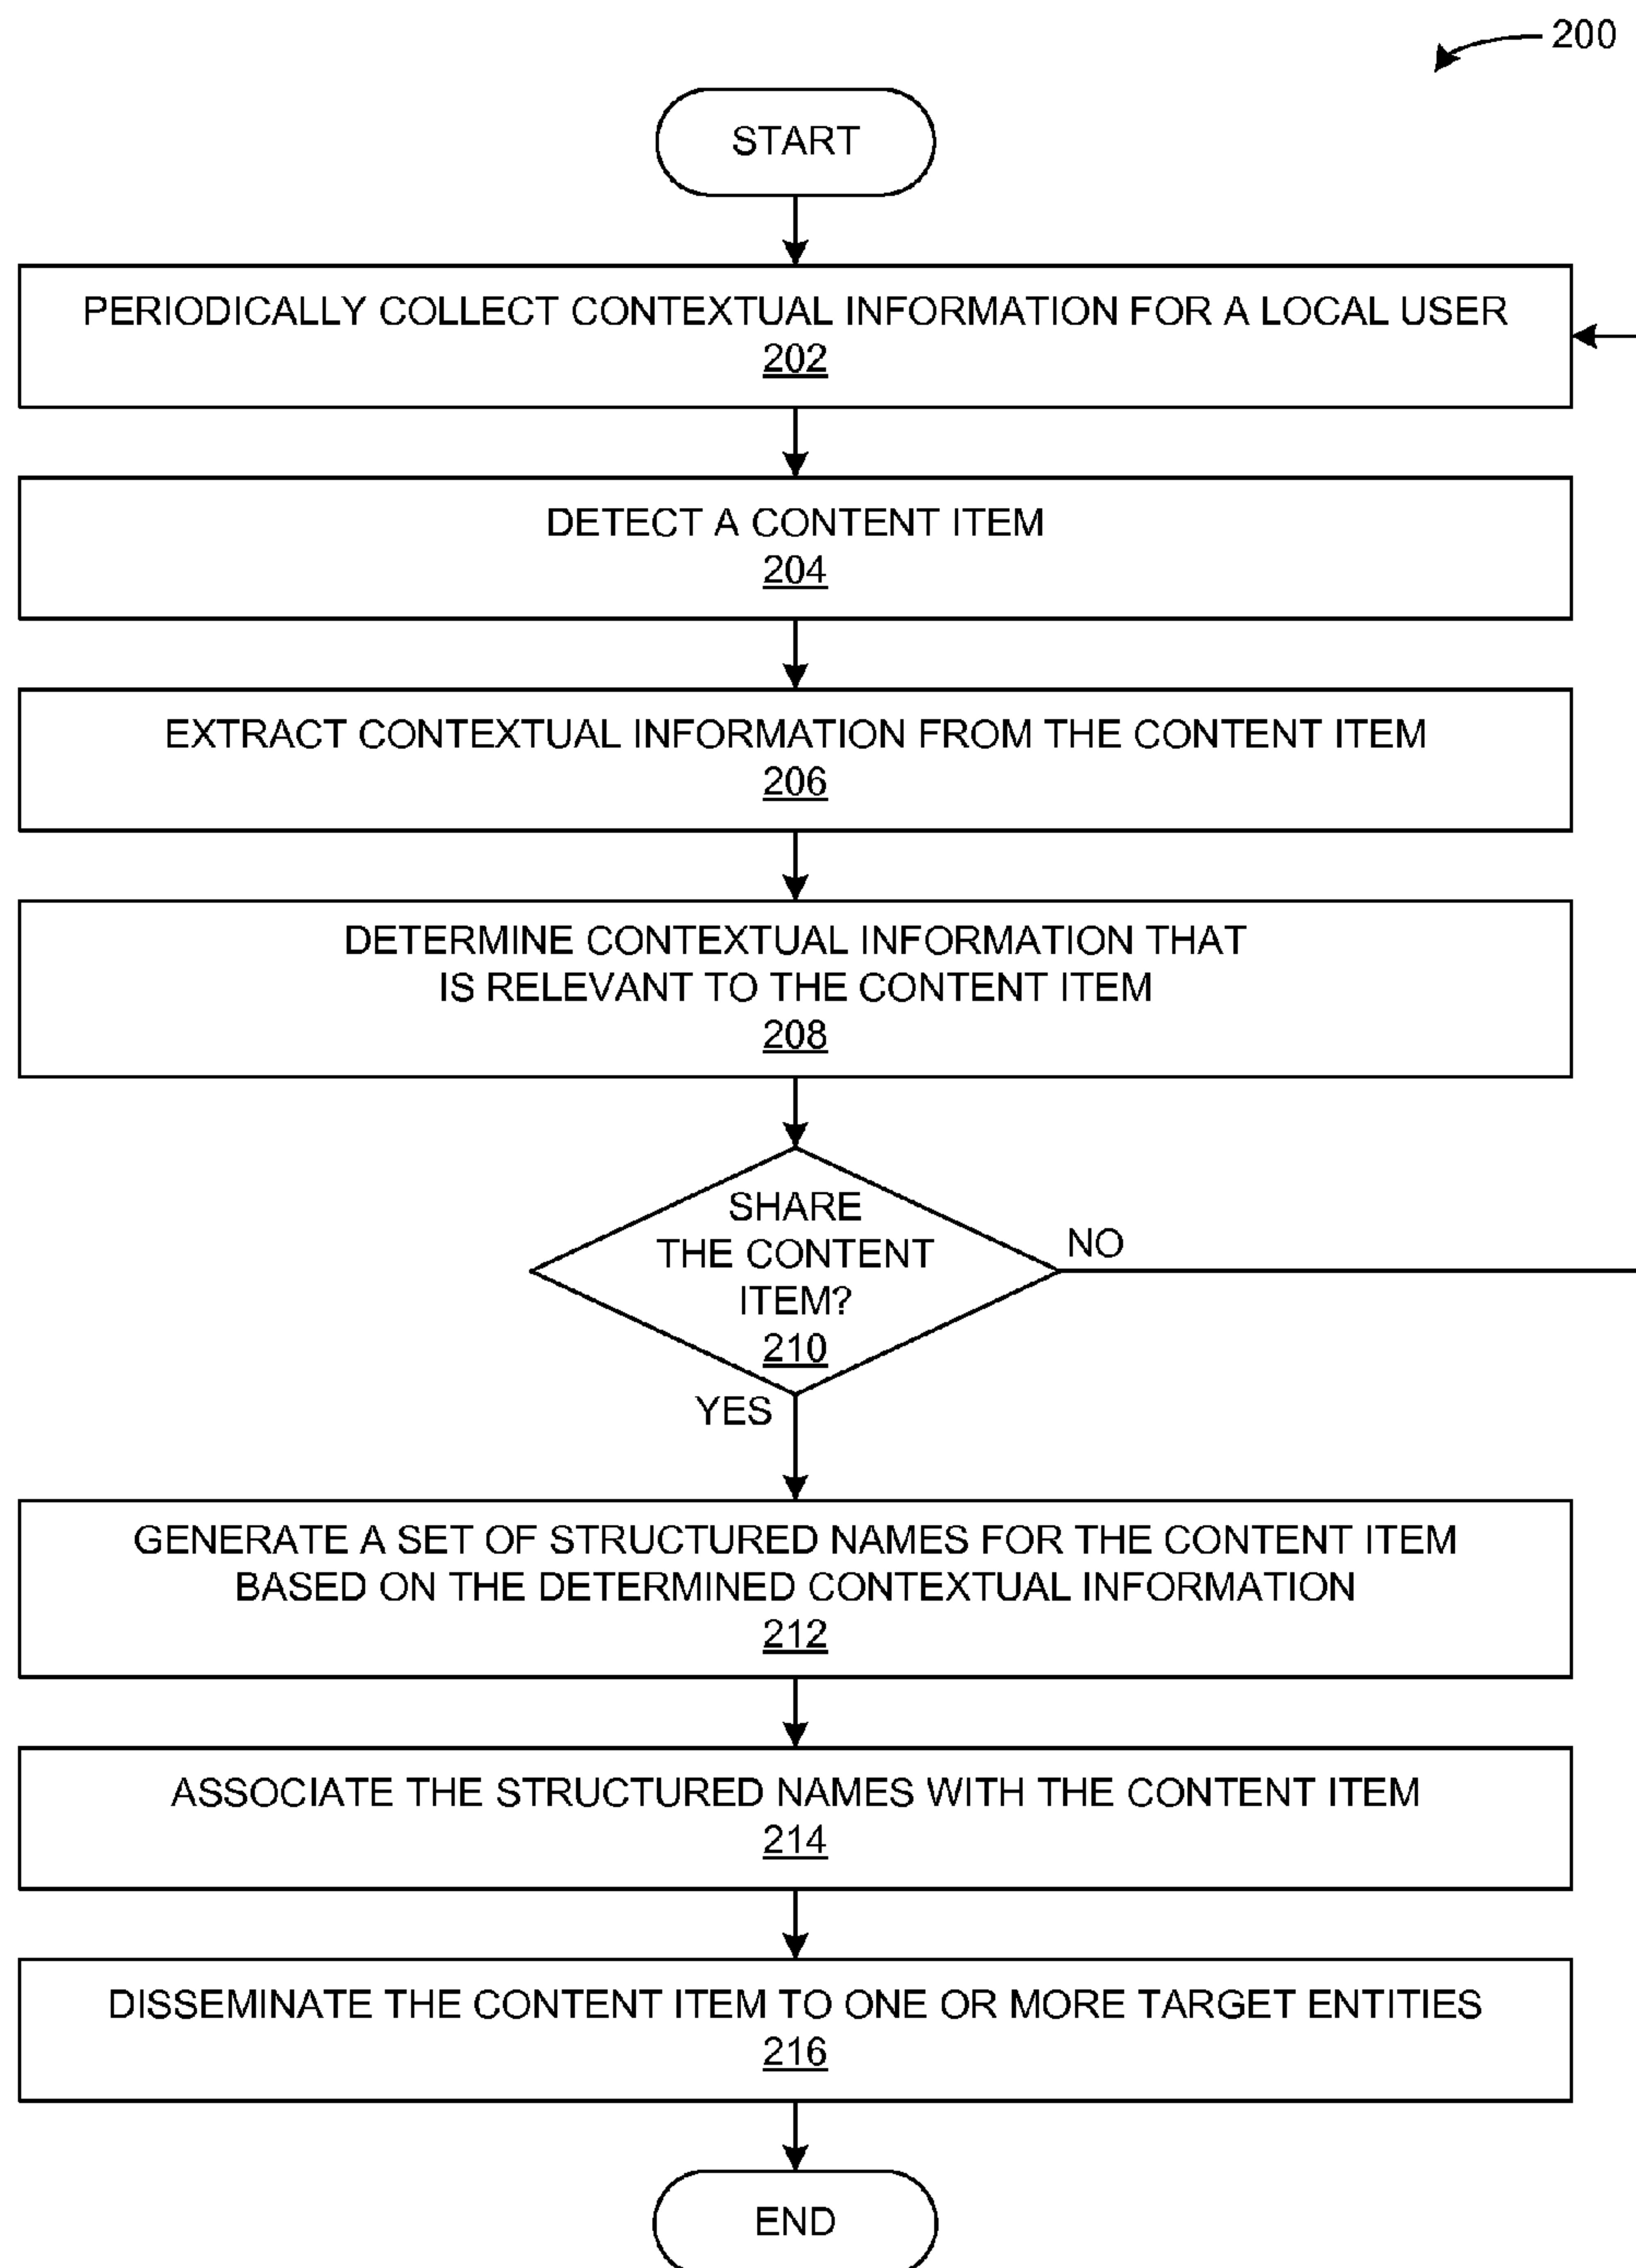 200
START
PERIODICALLY COLLECT CONTEXTUAL INFORMATION FOR A LOCAL USER
202
DETECT A CONTENT ITEM
204
EXTRACT CONTEXTUAL INFORMATION FROM THE CONTENT ITEM
206
DETERMINE CONTEXTUAL INFORMATION THAT
IS RELEVANT TO THE CONTENT ITEM
208
SHARE
THE CONTENT
ITEM?
210
NO
YES
GENERATE A SET OF STRUCTURED NAMES FOR THE CONTENT ITEM
BASED ON THE DETERMINED CONTEXTUAL INFORMATION
212
ASSOCIATE THE STRUCTURED NAMES WITH THE CONTENT ITEM
214
DISSEMINATE THE CONTENT ITEM TO ONE OR MORE TARGET ENTITIES
216
END